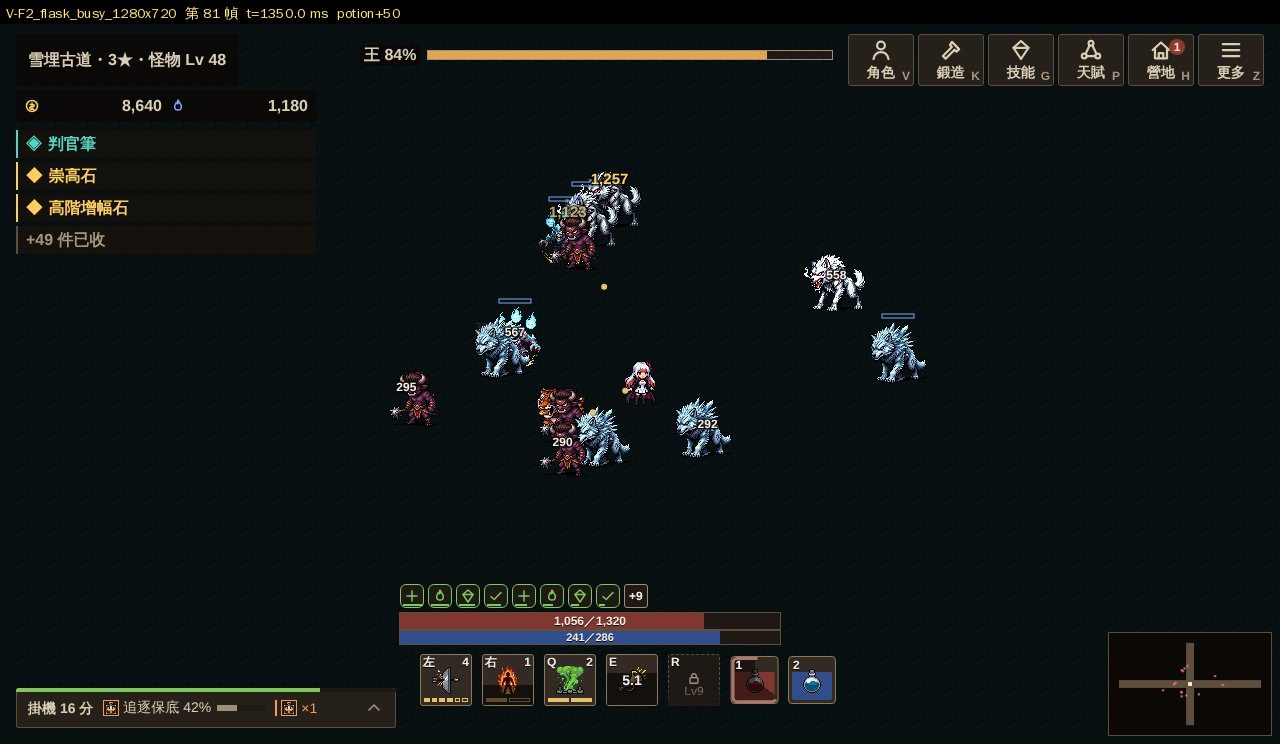 V-F2_flask_busy_1280x720 第 81 幀 t=1350.0 ms potion+50
雪埋古道・3★・怪物 Lv 48
王 84%
角色 V
鍛造 K
技能 G
天賦 P
營地 H 1
更多 Z
8,640 1,180
判官筆
崇高石
高階增幅石
+49 件已收
1,257
1,123
558
567
295
292
290
+9
1,056／1,320
241／286
左 4
右 1
Q 2
E 5.1
R Lv9
1
2
掛機 16 分 追逐保底 42% ×1